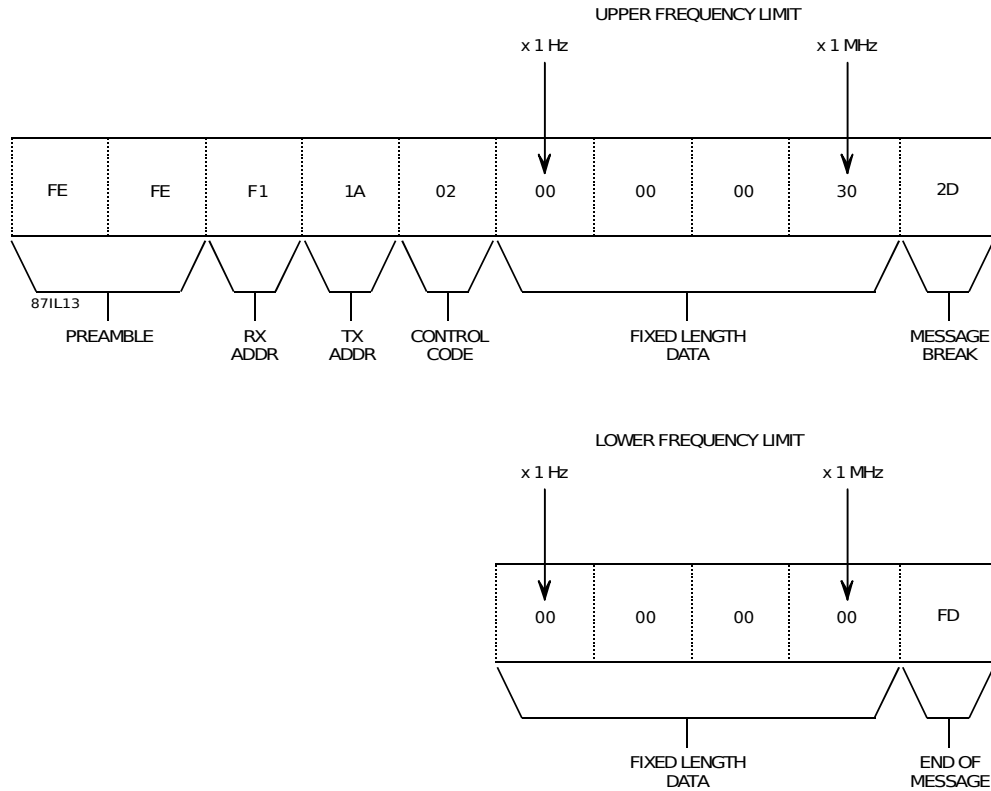 UPPER FREQUENCY LIMIT
x 1 Hz x 1 MHz
FE FE F1 1A 02 00 00 00 30 2D
87IL13
PREAMBLE RX ADDR TX ADDR CONTROL CODE FIXED LENGTH DATA MESSAGE BREAK
LOWER FREQUENCY LIMIT
x 1 Hz x 1 MHz
00 00 00 00 FD
FIXED LENGTH DATA END OF MESSAGE